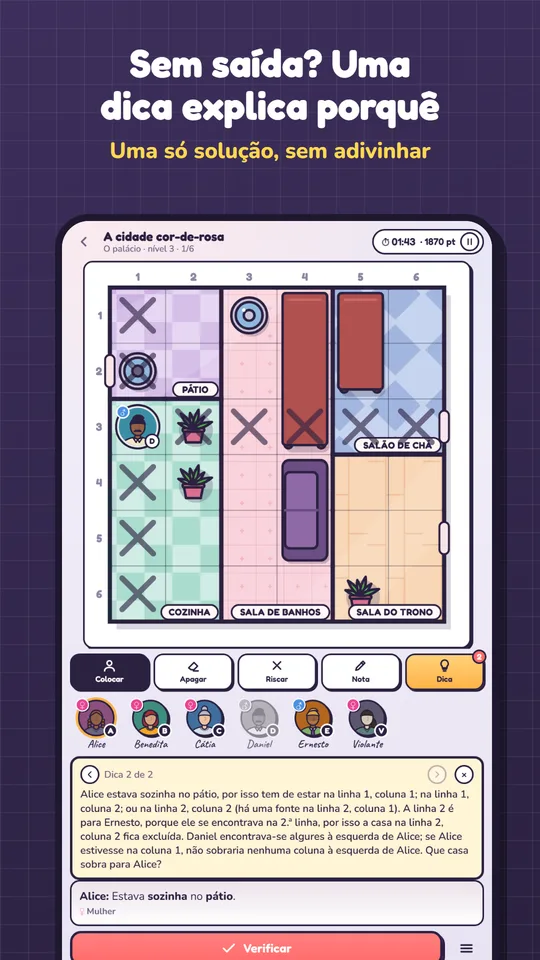 Sem saída? Uma
dica explica porquê
Uma só solução, sem adivinhar
A cidade cor-de-rosa
O palácio · nível 3 · 1/6
01:43 · 1870 pt
1 2 3 4 5 6
1
2
PÁTIO
3
D
SALÃO DE CHÁ
4
5
6
COZINHA
SALA DE BANHOS
SALA DO TRONO
Colocar
Apagar
Riscar
Nota
Dica
2
A
B
C
D
E
V
Alice
Benedita
Cátia
Daniel
Ernesto
Violante
Dica 2 de 2
Alice estava sozinha no pátio, por isso tem de estar na linha 1, coluna 1; na linha 1,
coluna 2; ou na linha 2, coluna 2 (há uma fonte na linha 2, coluna 1). A linha 2 é
para Ernesto, porque ele se encontrava na 2.ª linha, por isso a casa na linha 2,
coluna 2 fica excluída. Daniel encontrava-se algures à esquerda de Alice; se Alice
estivesse na coluna 1, não sobraria nenhuma coluna à esquerda de Alice. Que casa
sobra para Alice?
Alice: Estava sozinha no pátio.
Mulher
Verificar